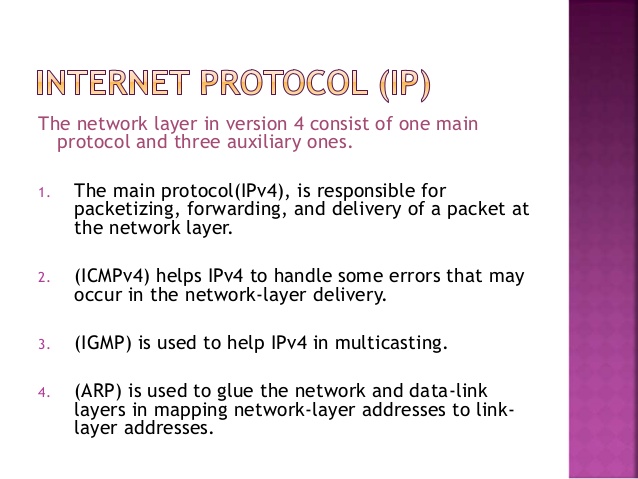 INTERNET PROTOCOL (IP)
The network layer in version 4 consist of one main
protocol and three auxiliary ones.
1. The main protocol(IPv4), is responsible for
packetizing, forwarding, and delivery of a packet at
the network layer.
2. (ICMPv4) helps IPv4 to handle some errors that may
occur in the network-layer delivery.
3. (IGMP) is used to help IPv4 in multicasting.
4. (ARP) is used to glue the network and data-link
layers in mapping network-layer addresses to link-
layer addresses.